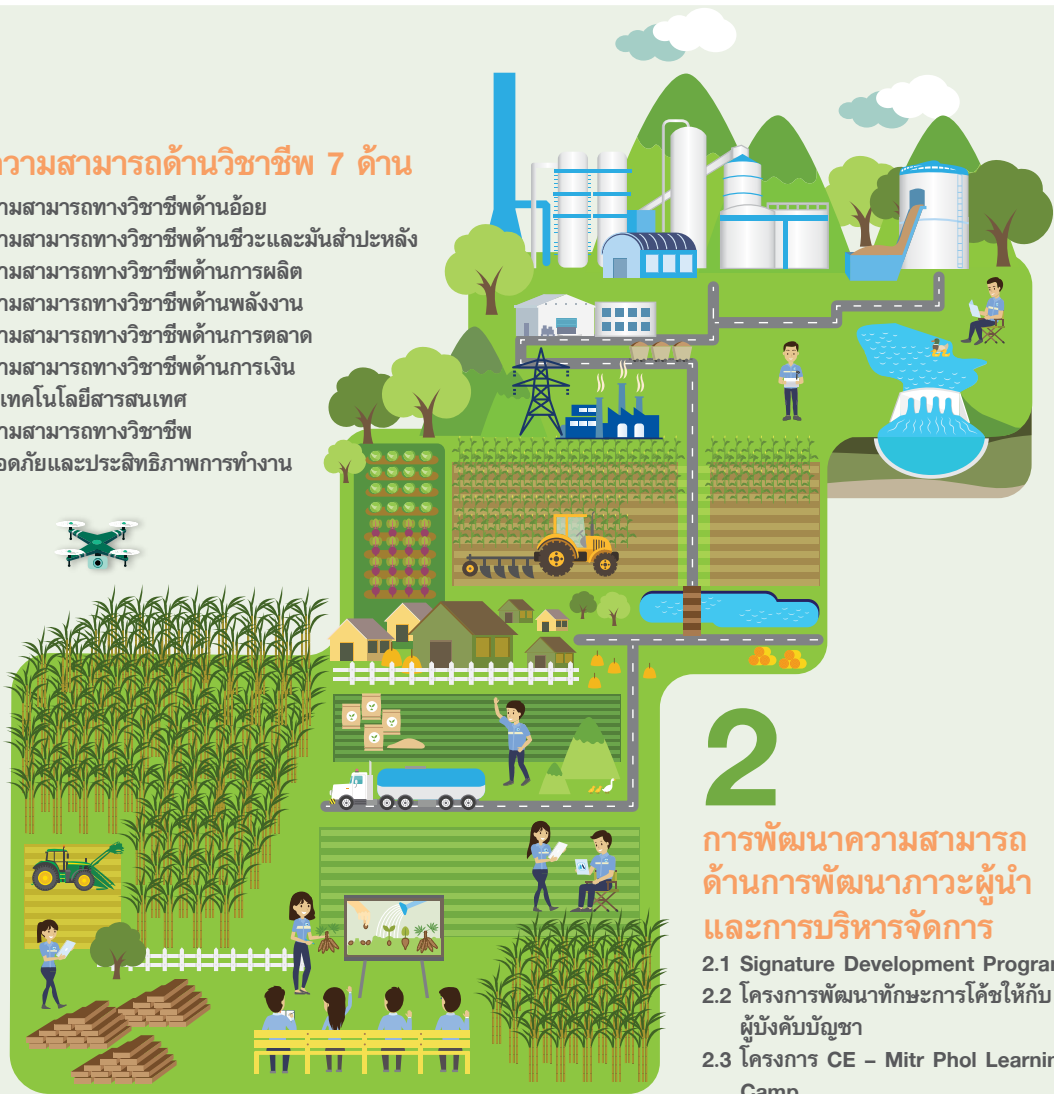 ความสามารถด้านวิชาชีพ 7 ด้าน
ามสามารถทางวิชาชีพด้านอ้อย
ามสามารถทางวิชาชีพด้านชีวะและมันสำปะหลัง
ามสามารถทางวิชาชีพด้านการผลิต
ามสามารถทางวิชาชีพด้านพลังงาน
ามสามารถทางวิชาชีพด้านการตลาด
ามสามารถทางวิชาชีพด้านการเงิน
เทคโนโลยีสารสนเทศ
ามสามารถทางวิชาชีพ
อดภัยและประสิทธิภาพการทำงาน
2
การพัฒนาความสามารถ
ด้านการพัฒนาภาวะผู้นำ
และการบริหารจัดการ
2.1 Signature Development Program
2.2 โครงการพัฒนาทักษะการโค้ชให้กับ
ผู้บังคับบัญชา
2.3 โครงการ CE – Mitr Phol Learnin
Camp